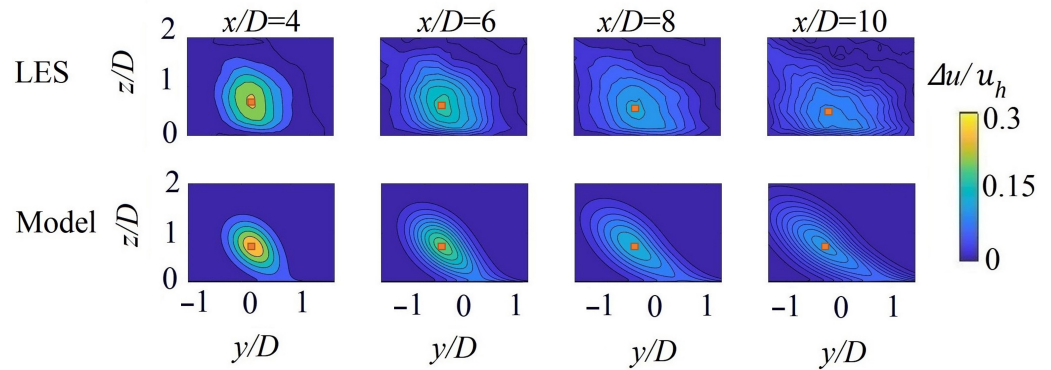 x/D=4 x/D=6 x/D=8 x/D=10
LES
z/D
2
1
0
Δu/u_h
0.3
0.15
0
Model
z/D
2
1
0
−1 0 1 −1 0 1 −1 0 1 −1 0 1
y/D y/D y/D y/D